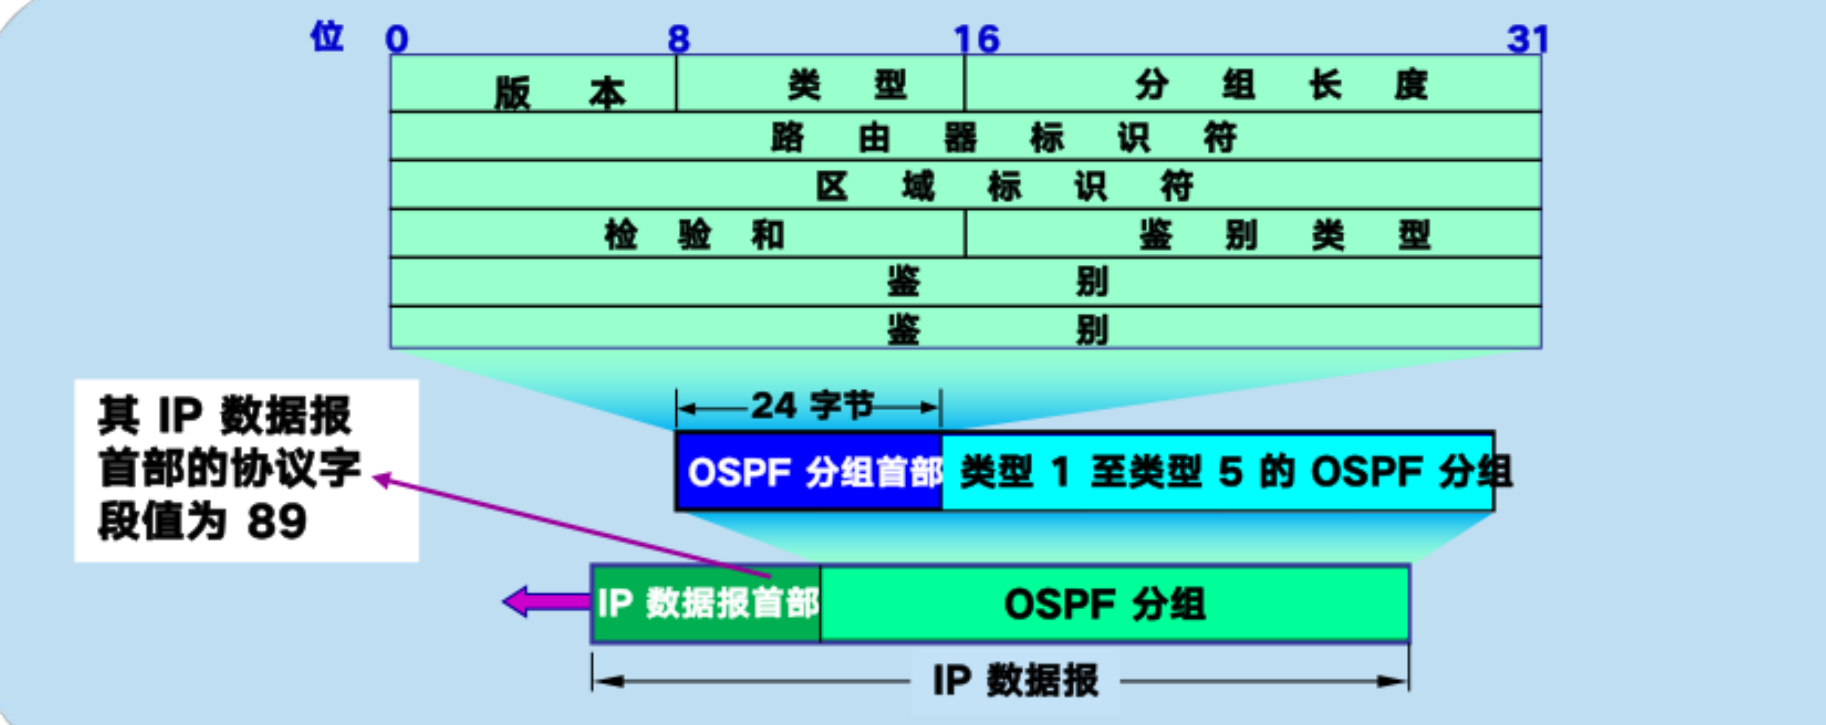 位 0 8 16 31
版 本 类 型 分 组 长 度
路 由 器 标 识 符
区 域 标 识 符
检 验 和 鉴 别 类 型
鉴 别
鉴 别
24 字节
其 IP 数据报
首部的协议字
段值为 89
OSPF 分组首部 类型 1 至类型 5 的 OSPF 分组
IP 数据报首部 OSPF 分组
IP 数据报